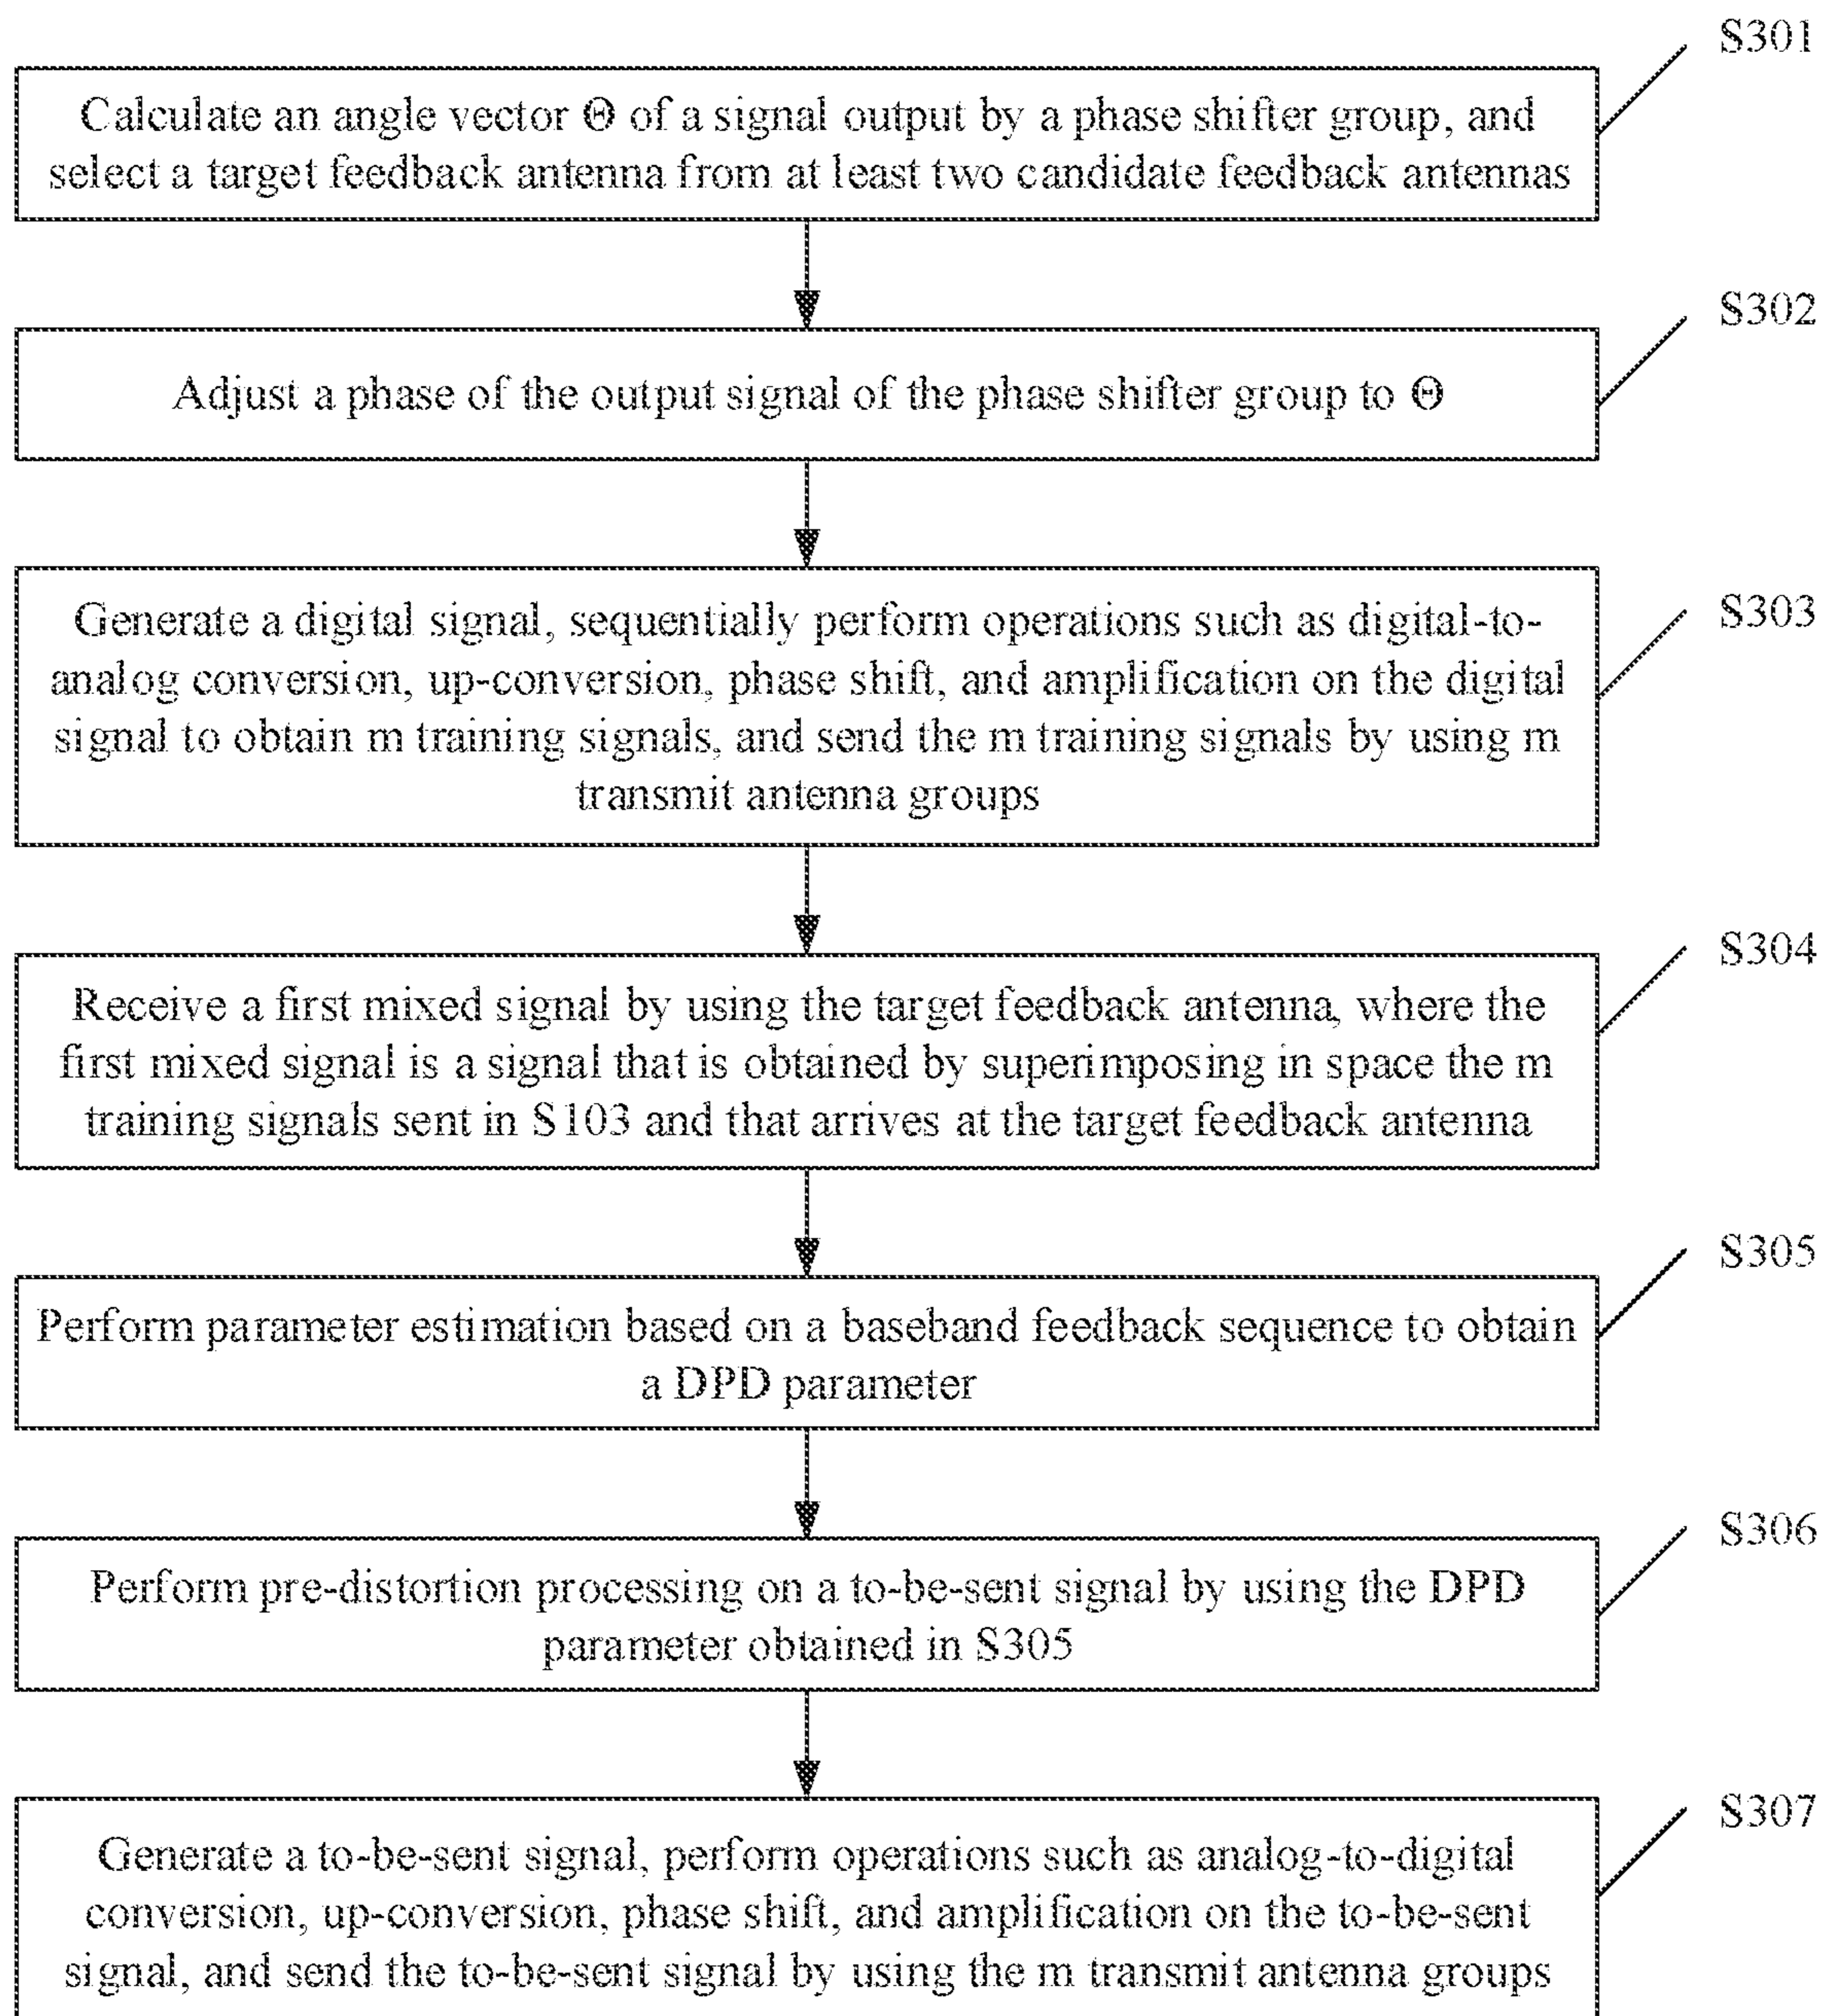 S301
Calculate an angle vector Θ of a signal output by a phase shifter group, and
select a target feedback antenna from at least two candidate feedback antennas
S302
Adjust a phase of the output signal of the phase shifter group to Θ
S303
Generate a digital signal, sequentially perform operations such as digital-to-
analog conversion, up-conversion, phase shift, and amplification on the digital
signal to obtain m training signals, and send the m training signals by using m
transmit antenna groups
S304
Receive a first mixed signal by using the target feedback antenna, where the
first mixed signal is a signal that is obtained by superimposing in space the m
training signals sent in S103 and that arrives at the target feedback antenna
S305
Perform parameter estimation based on a baseband feedback sequence to obtain
a DPD parameter
S306
Perform pre-distortion processing on a to-be-sent signal by using the DPD
parameter obtained in S305
S307
Generate a to-be-sent signal, perform operations such as analog-to-digital
conversion, up-conversion, phase shift, and amplification on the to-be-sent
signal, and send the to-be-sent signal by using the m transmit antenna groups